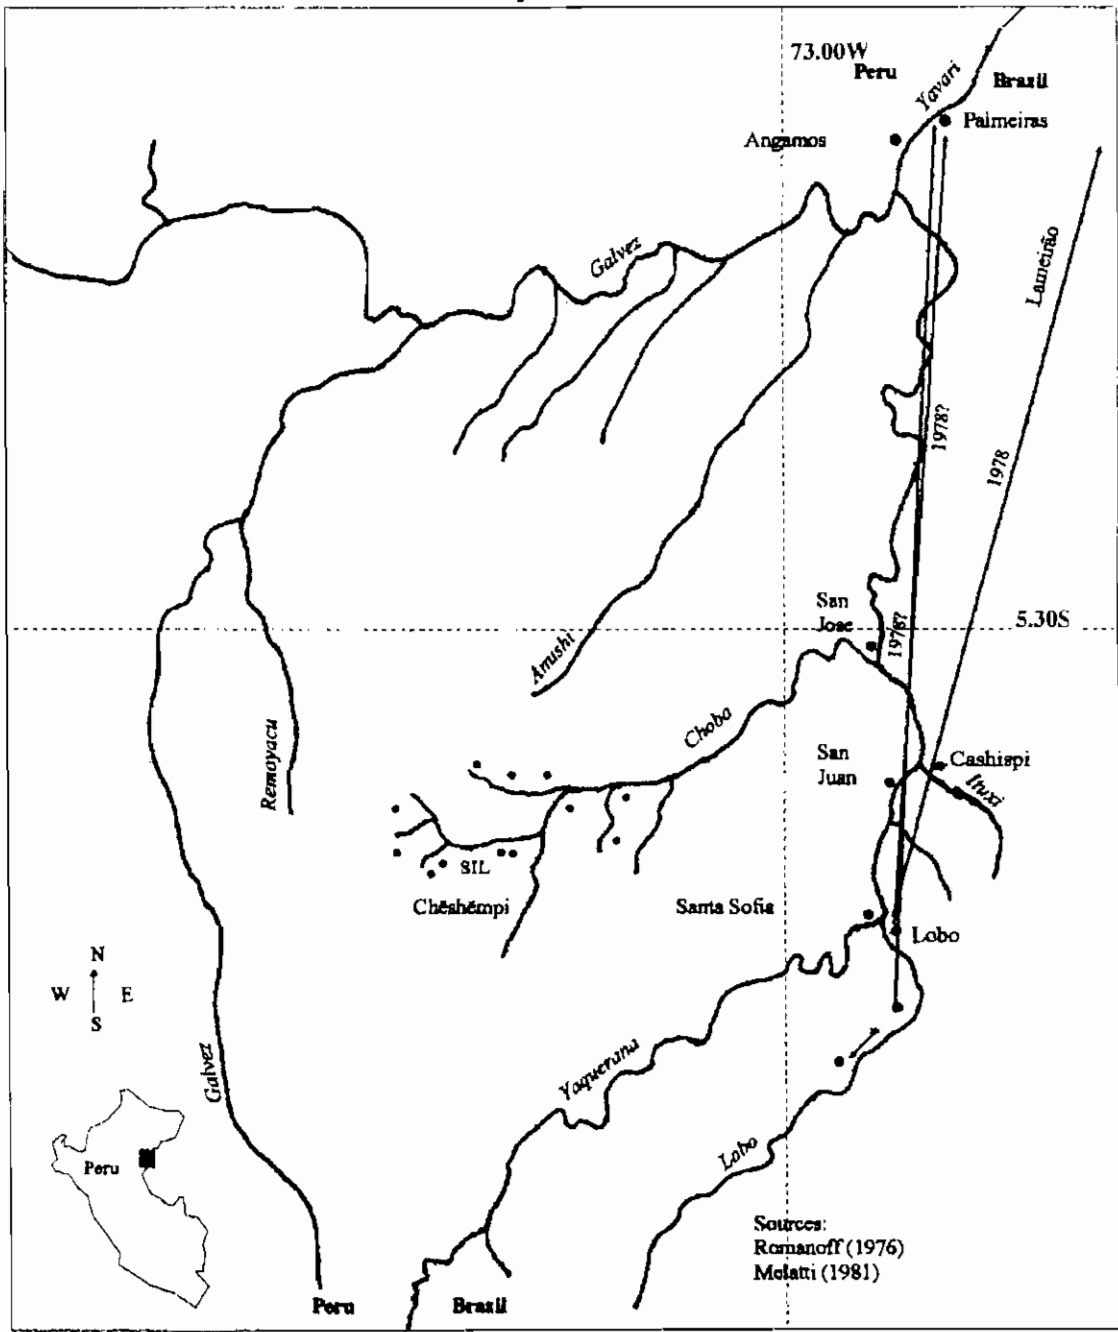 73.00W
Peru
Brazil
Yavari
Palmeiras
Angamos
Galvez
Lameirão
1978?
1978
San
Jose
5.30S
1978?
Amushi
Choba
Remoyacu
San
Juan
Cashispi
Ituxi
SIL
Chëshëmpi
Santa Sofia
Lobo
N
W E
S
Galvez
Yaquerana
Lobo
Peru
Sources:
Romanoff (1976)
Melatti (1981)
Peru
Brazil